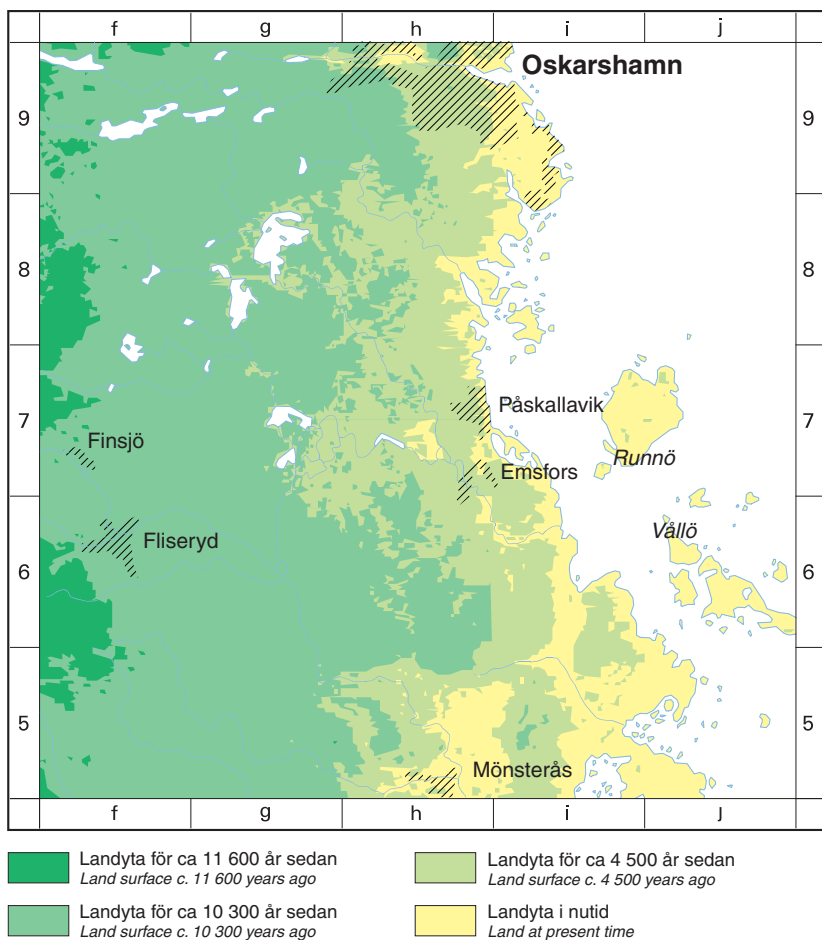 f g h i j
Oskarshamn
9 9
8 8
Påskallavik
7 7
Finsjö
Runnö
Emsfors
Vållö
Fliseryd
6 6
5 5
Mönsterås
f g h i j
Landyta för ca 11 600 år sedan
Land surface c. 11 600 years ago
Landyta för ca 10 300 år sedan
Land surface c. 10 300 years ago
Landyta för ca 4 500 år sedan
Land surface c. 4 500 years ago
Landyta i nutid
Land at present time